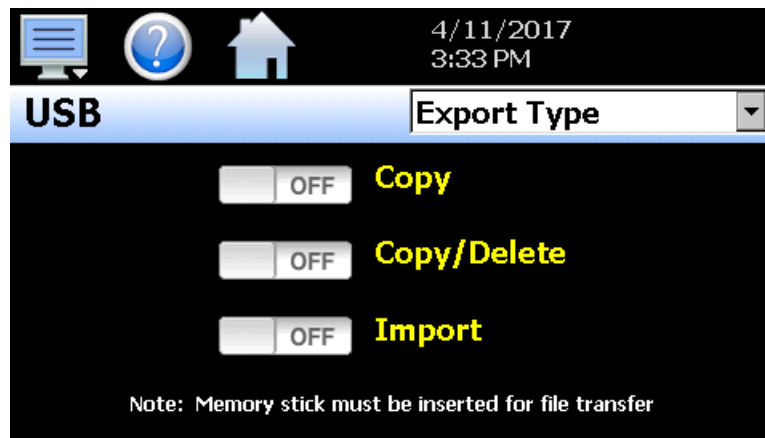 ?
4/11/2017
3:33 PM
USB
Export Type
OFF Copy
OFF Copy/Delete
OFF Import
Note: Memory stick must be inserted for file transfer